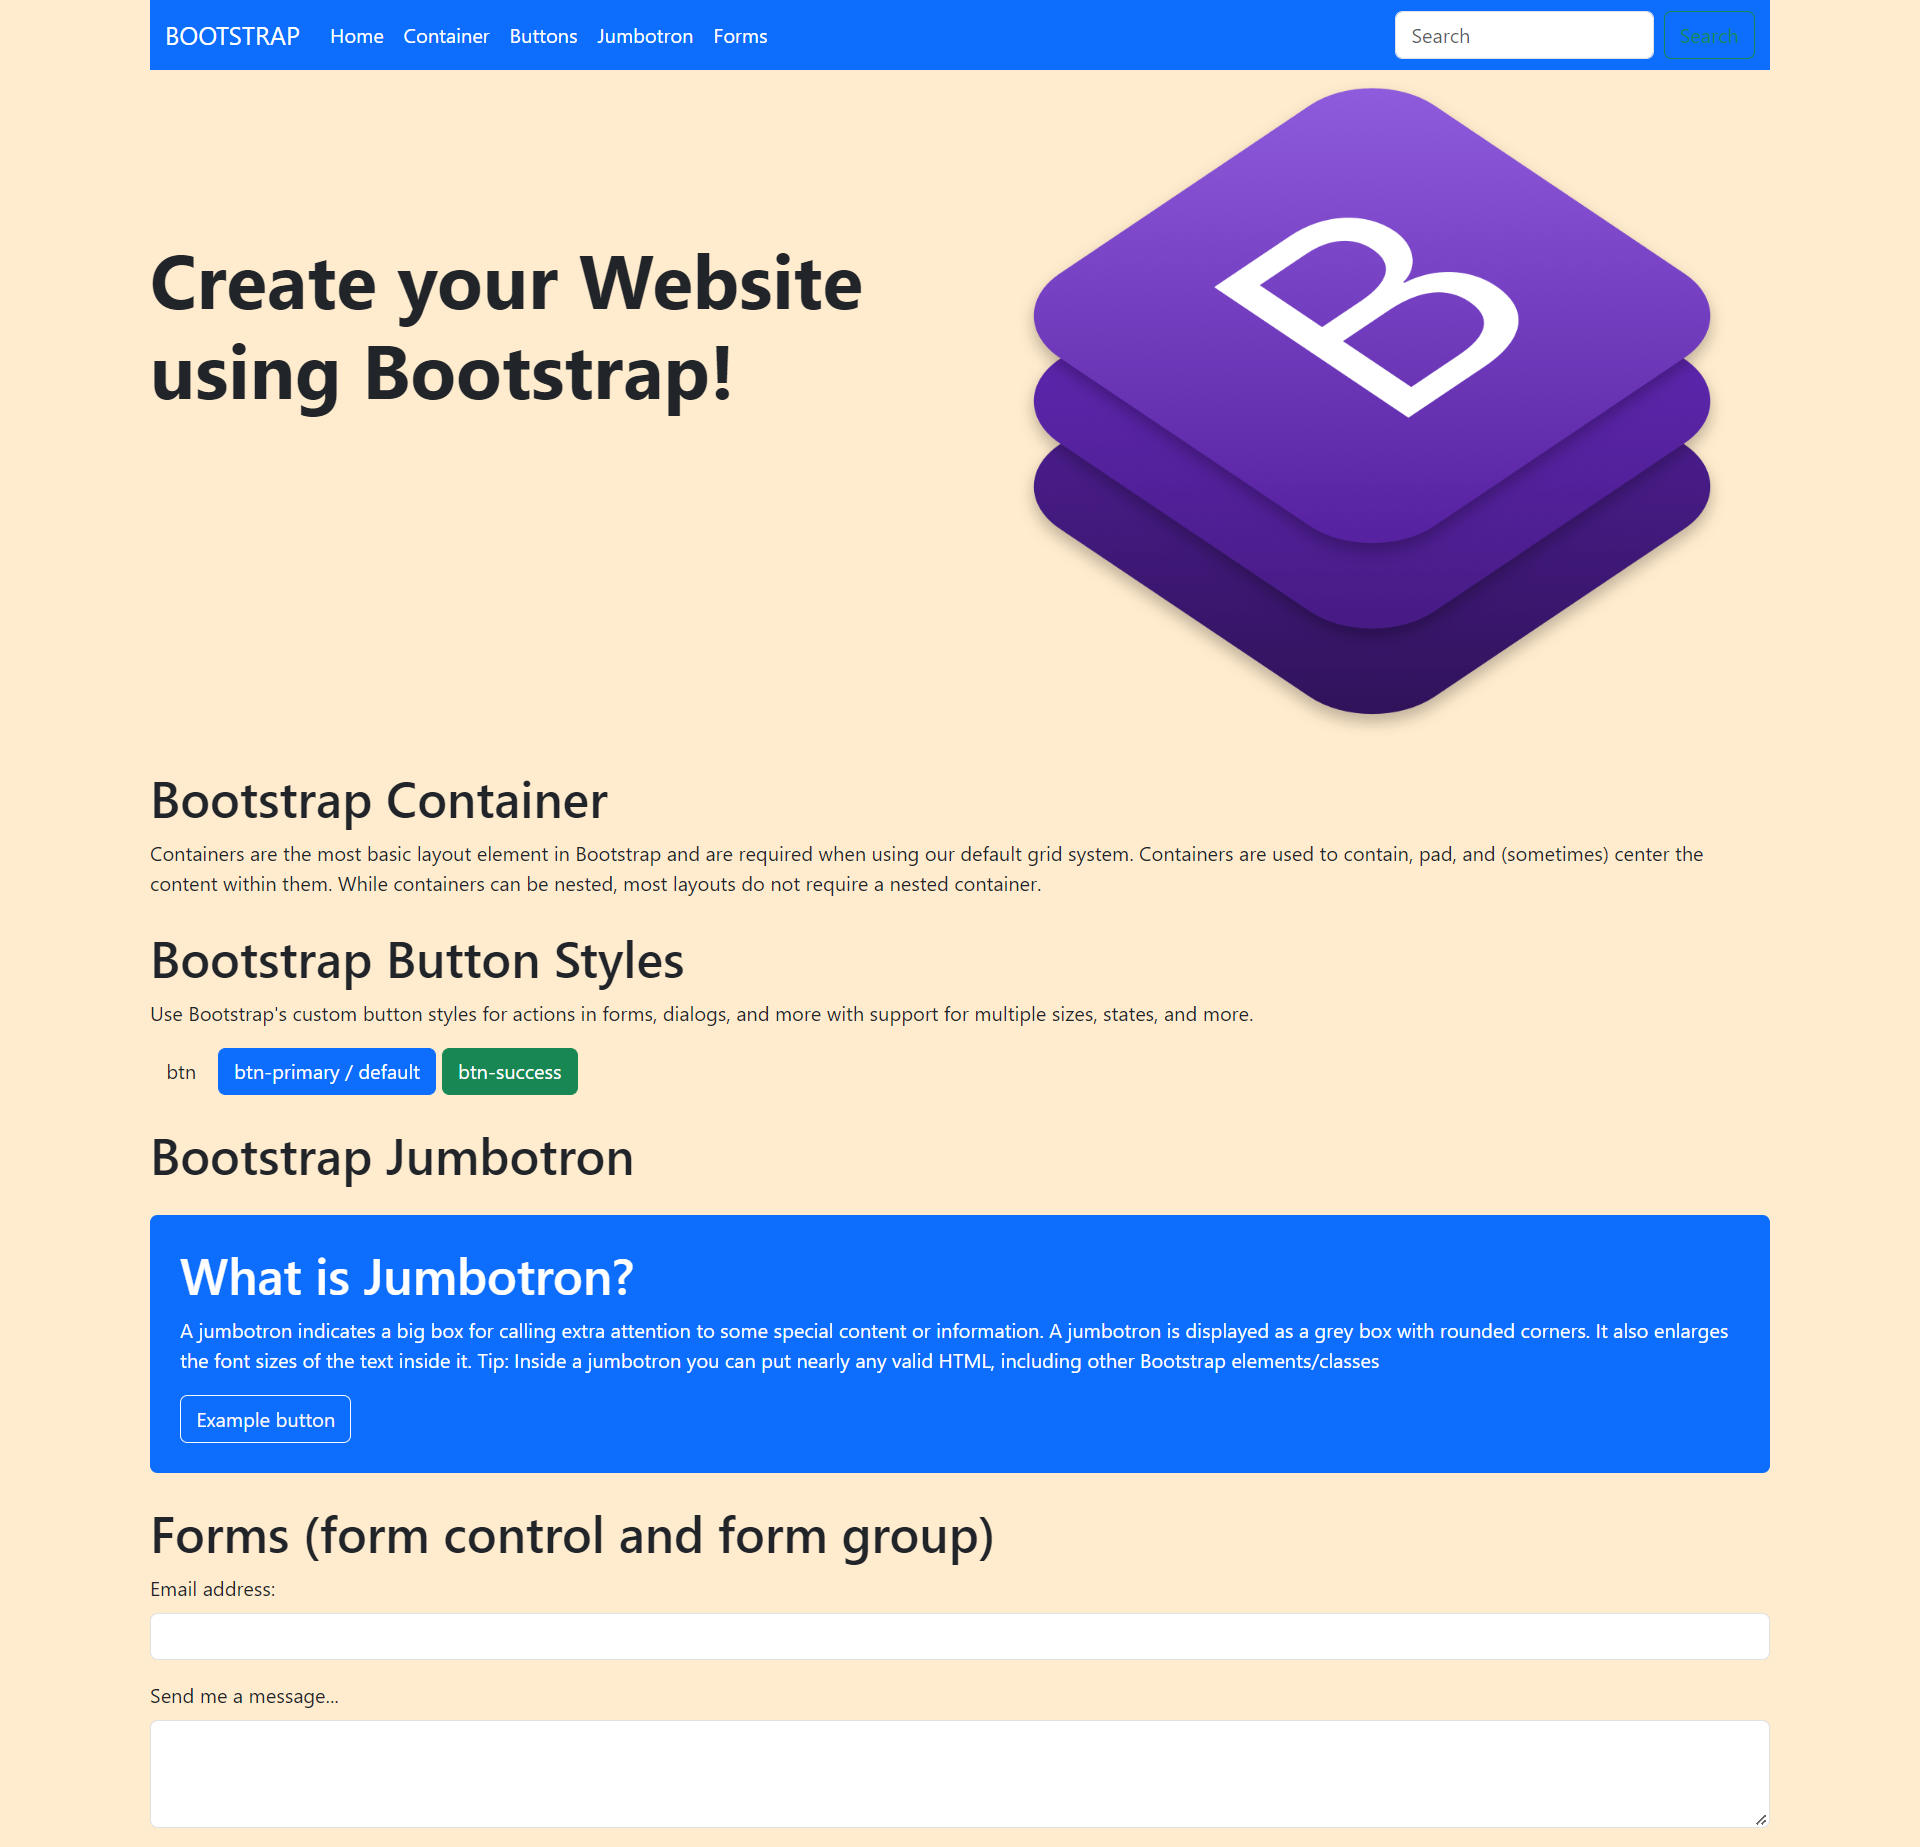 BOOTSTRAP Home Container Buttons Jumbotron Forms Search Search
B
Create your Website
using Bootstrap!
Bootstrap Container
Containers are the most basic layout element in Bootstrap and are required when using our default grid system. Containers are used to contain, pad, and (sometimes) center the
content within them. While containers can be nested, most layouts do not require a nested container.
Bootstrap Button Styles
Use Bootstrap's custom button styles for actions in forms, dialogs, and more with support for multiple sizes, states, and more.
btn btn-primary / default btn-success
Bootstrap Jumbotron
What is Jumbotron?
A jumbotron indicates a big box for calling extra attention to some special content or information. A jumbotron is displayed as a grey box with rounded corners. It also enlarges
the font sizes of the text inside it. Tip: Inside a jumbotron you can put nearly any valid HTML, including other Bootstrap elements/classes
Example button
Forms (form control and form group)
Email address:
Send me a message...